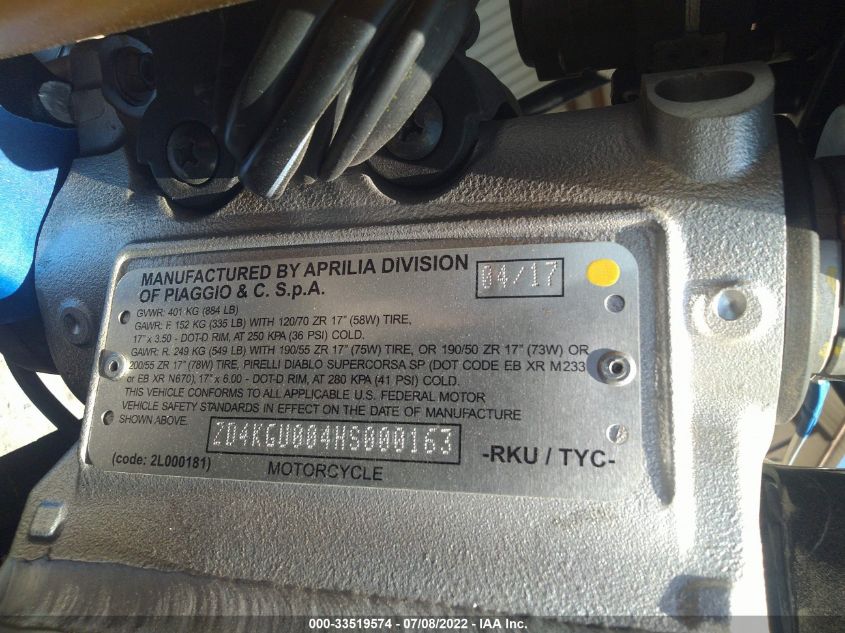 MANUFACTURED BY APRILIA DIVISION
OF PIAGGIO & C. S.p.A.
04/17
GVWR: 401 KG (884 LB)
GAWR: F. 152 KG (335 LB) WITH 120/70 ZR 17" (58W) TIRE,
17" x 3.50 - DOT-D RIM, AT 250 KPA (36 PSI) COLD.
GAWR: R. 249 KG (549 LB) WITH 190/55 ZR 17" (75W) TIRE, OR 190/50 ZR 17" (73W) OR
200/55 ZR 17" (78W) TIRE, PIRELLI DIABLO SUPERCORSA SP (DOT CODE EB XR M233
or EB XR N670), 17" x 6.00 - DOT-D RIM, AT 280 KPA (41 PSI) COLD.
THIS VEHICLE CONFORMS TO ALL APPLICABLE U.S. FEDERAL MOTOR
VEHICLE SAFETY STANDARDS IN EFFECT ON THE DATE OF MANUFACTURE
SHOWN ABOVE.
ZD4KGU004HS000163
(code: 2L000181)
MOTORCYCLE
-RKU / TYC-
000-33519574 - 07/08/2022 - IAA Inc.